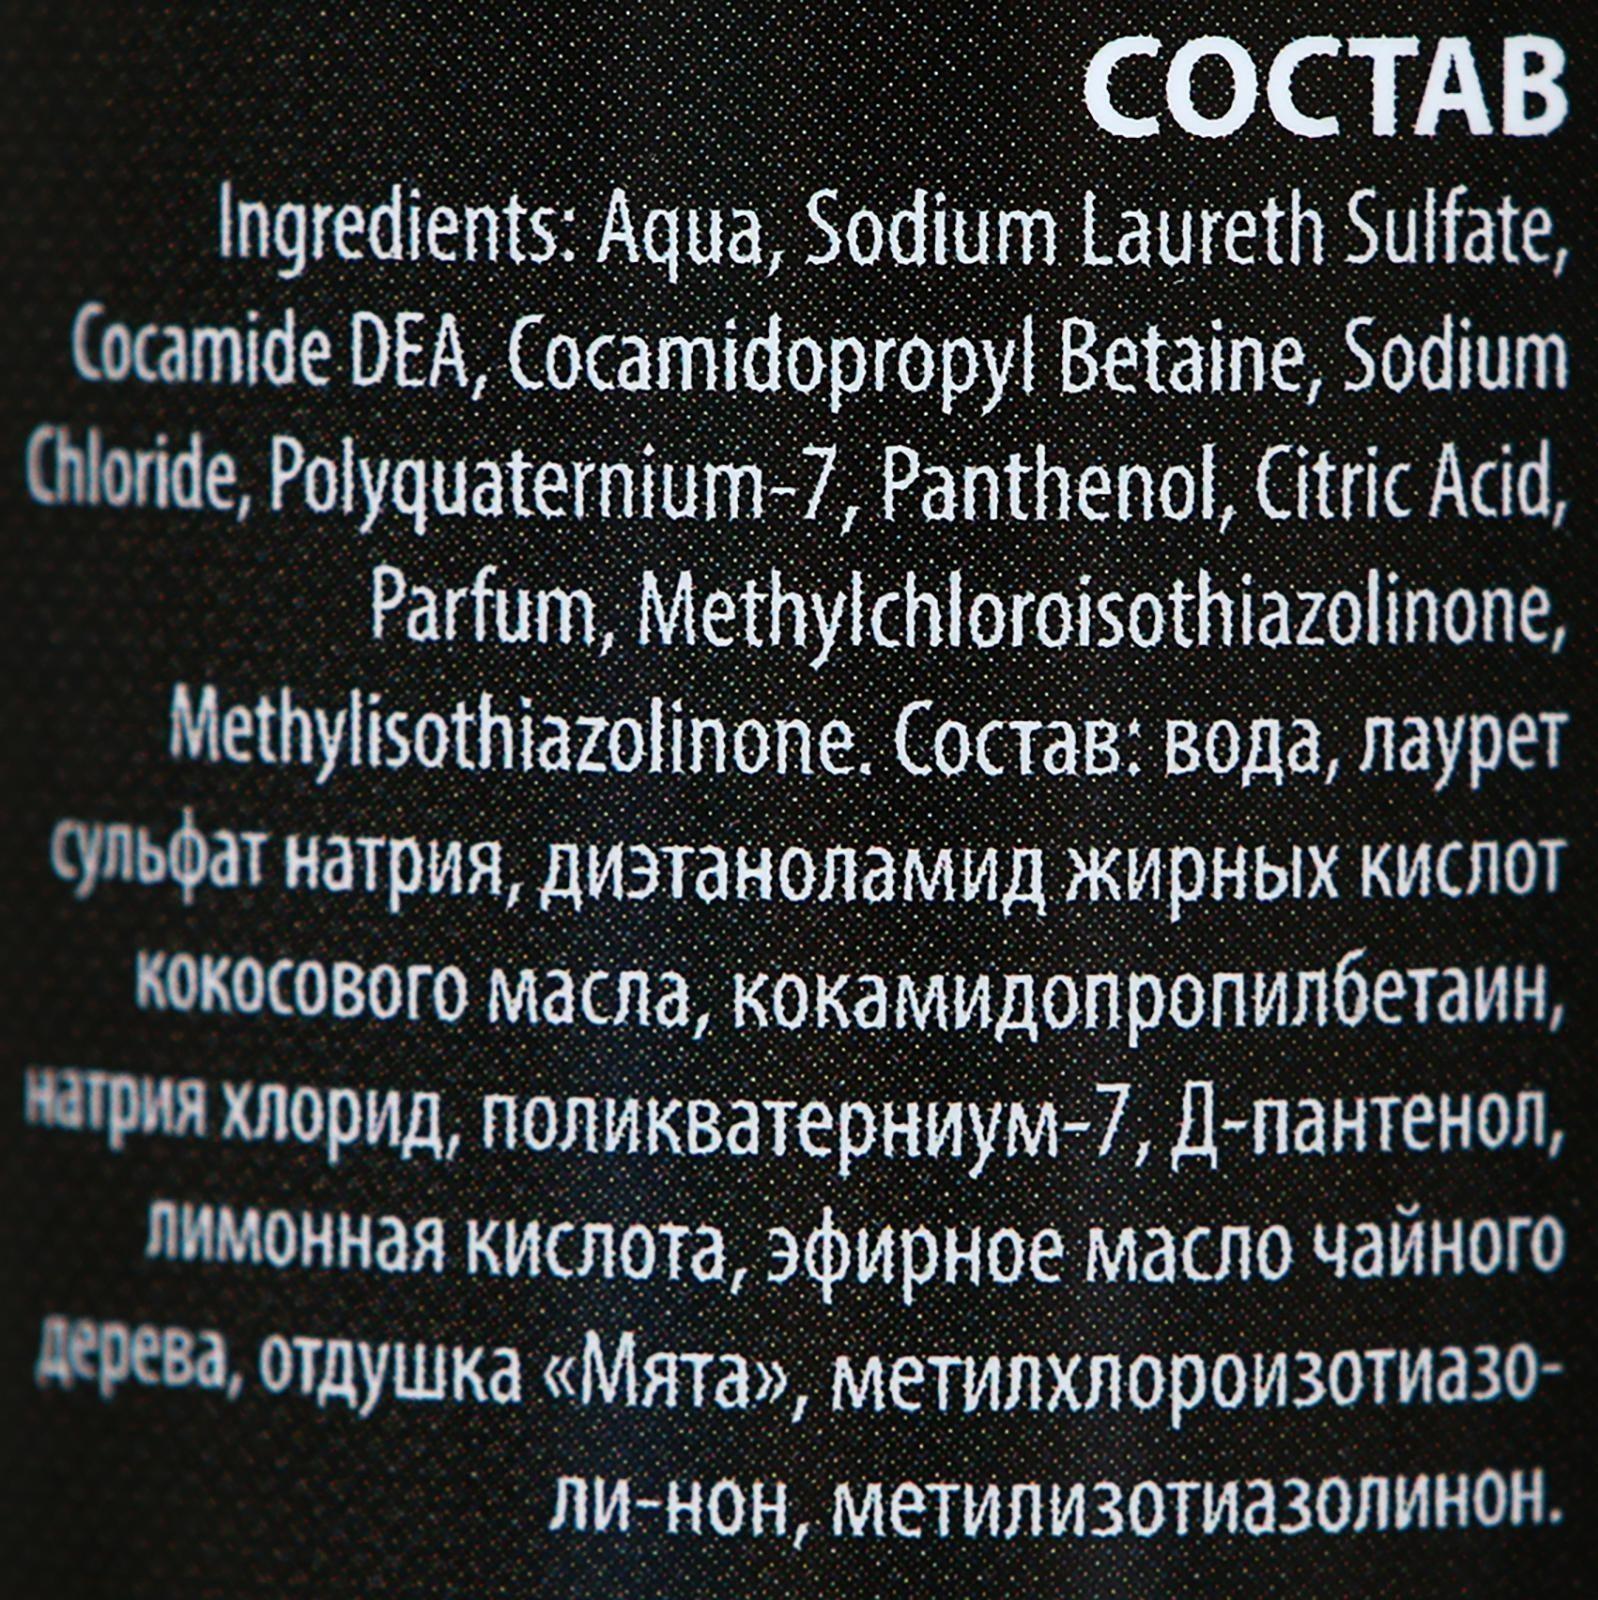 СОСТАВ
Ingredients: Aqua, Sodium Laureth Sulfate,
Cocamide DEA, Cocamidopropyl Betaine, Sodium
Chloride, Polyquaternium-7, Panthenol, Citric Acid,
Parfum, Methylchloroisothiazolinone,
Methylisothiazolinone. Состав: вода, лаурет
сульфат натрия, диэтаноламид жирных кислот
кокосового масла, кокамидопропилбетаин,
натрия хлорид, поликватерниум-7, Д-пантенол,
лимонная кислота, эфирное масло чайного
дерева, отдушка «Мята», метилхлороизотиазо-
ли-нон, метилизотиазолинон.